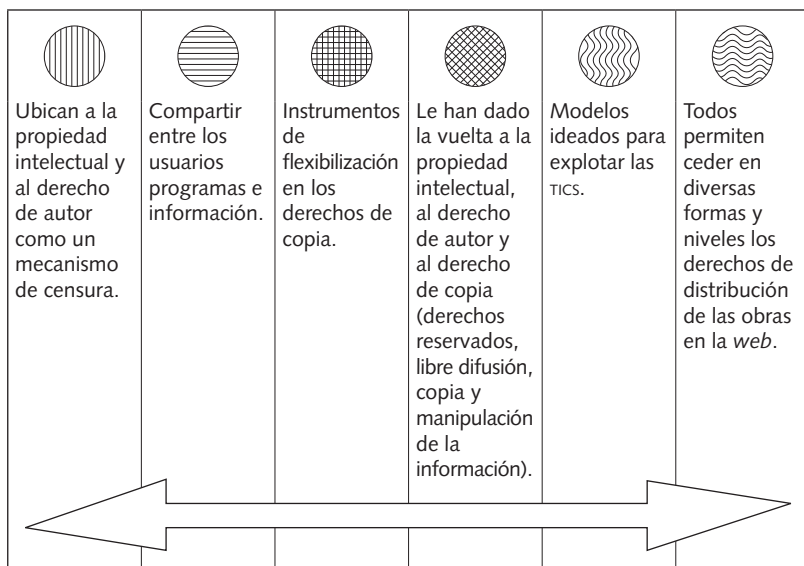 Ubican a la
propiedad
intelectual y
al derecho
de autor
como un
mecanismo
de censura.
Compartir
entre los
usuarios
programas e
información.
Instrumentos
de
flexibilización
en los
derechos de
copia.
Le han dado
la vuelta a la
propiedad
intelectual,
al derecho
de autor y
al derecho
de copia
(derechos
reservados,
libre difusión,
copia y
manipulación
de la
información).
Modelos
ideados para
explotar las
TICS.
Todos
permiten
ceder en
diversas
formas y
niveles los
derechos de
distribución
de las obras
en la web.